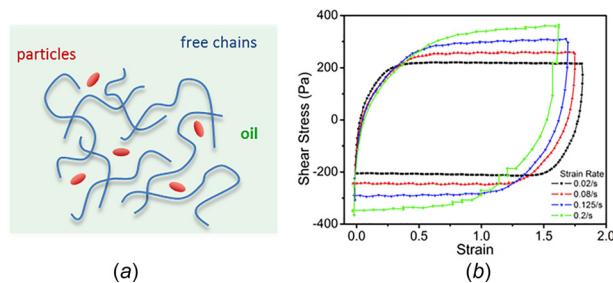 particles
free chains
oil
(a)
Shear Stress (Pa)
400
200
0
-200
-400
0.0
0.5
1.0
1.5
2.0
Strain
Strain Rate
0.02/s
0.08/s
0.125/s
0.2/s
(b)